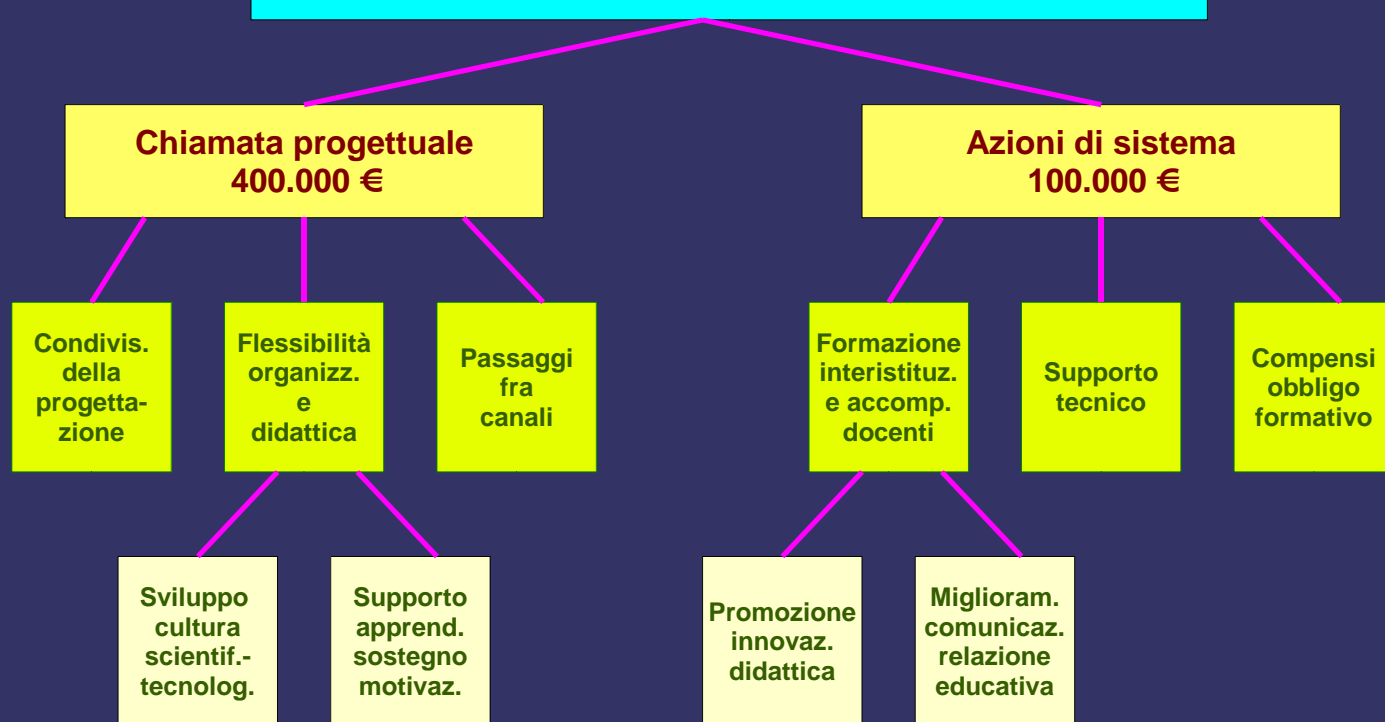 Chiamata progettuale
400.000 €
Azioni di sistema
100.000 €
Condivis.
della
progetta-
zione
Flessibilità
organizz.
e
didattica
Passaggi
fra
canali
Formazione
interistituz.
e accomp.
docenti
Supporto
tecnico
Compensi
obbligo
formativo
Sviluppo
cultura
scientif.-
tecnolog.
Supporto
apprend.
sostegno
motivaz.
Promozione
innovaz.
didattica
Miglioram.
comunicaz.
relazione
educativa